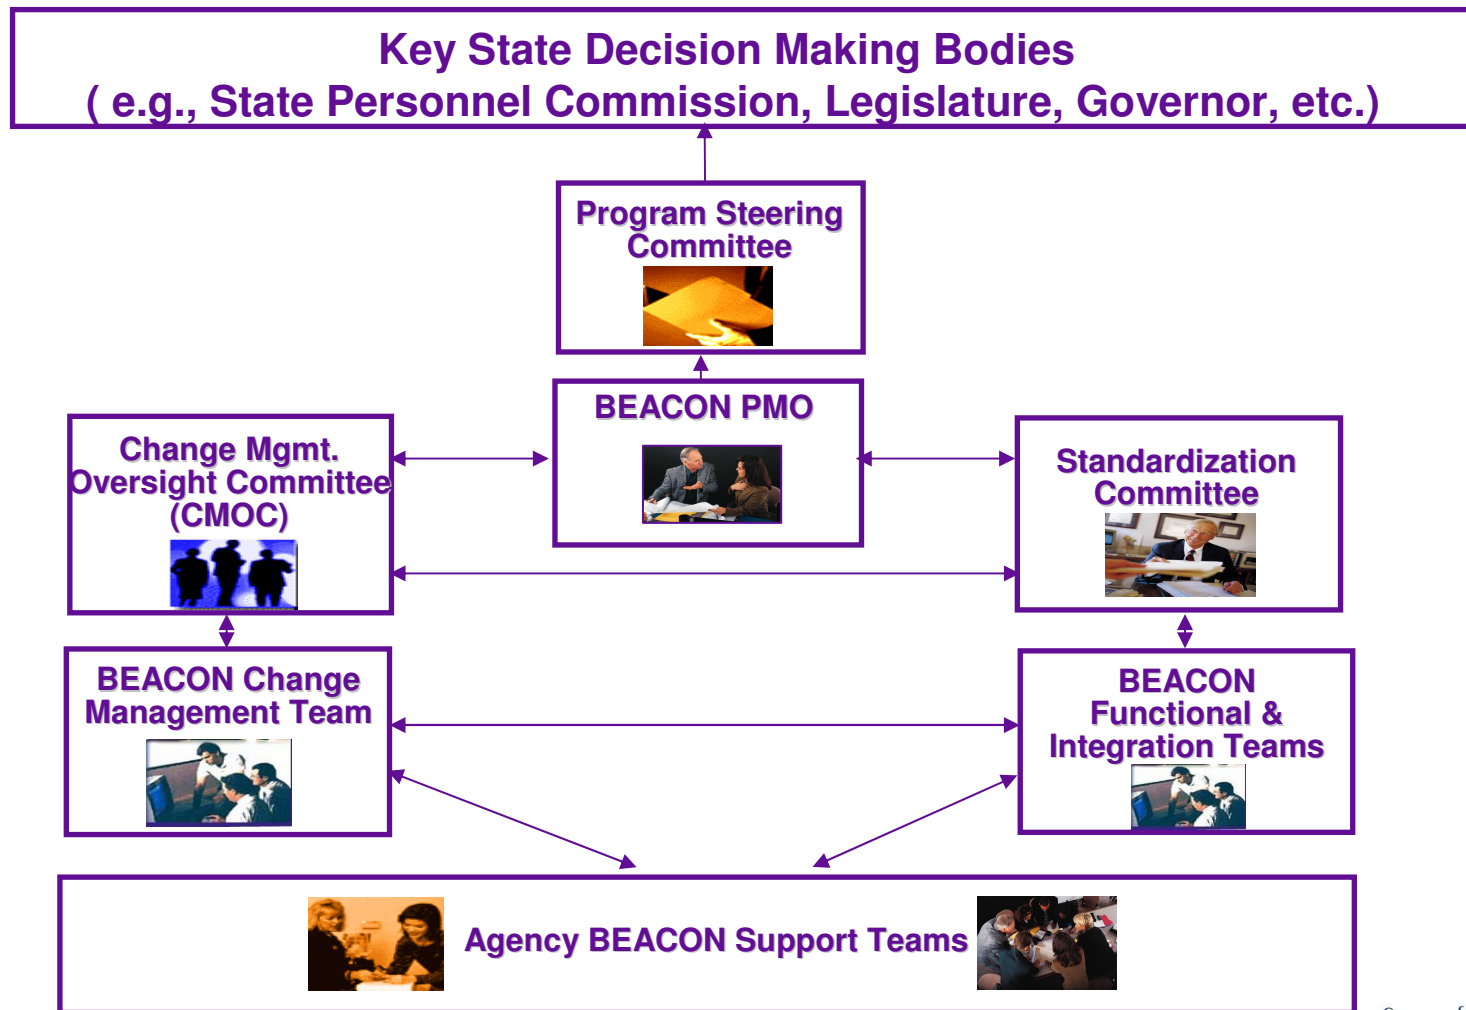 Key State Decision Making Bodies
( e.g., State Personnel Commission, Legislature, Governor, etc.)
Program Steering
Committee
BEACON PMO
Change Mgmt.
Oversight Committee
(CMOC)
Standardization
Committee
BEACON Change
Management Team
BEACON
Functional &
Integration Teams
Agency BEACON Support Teams